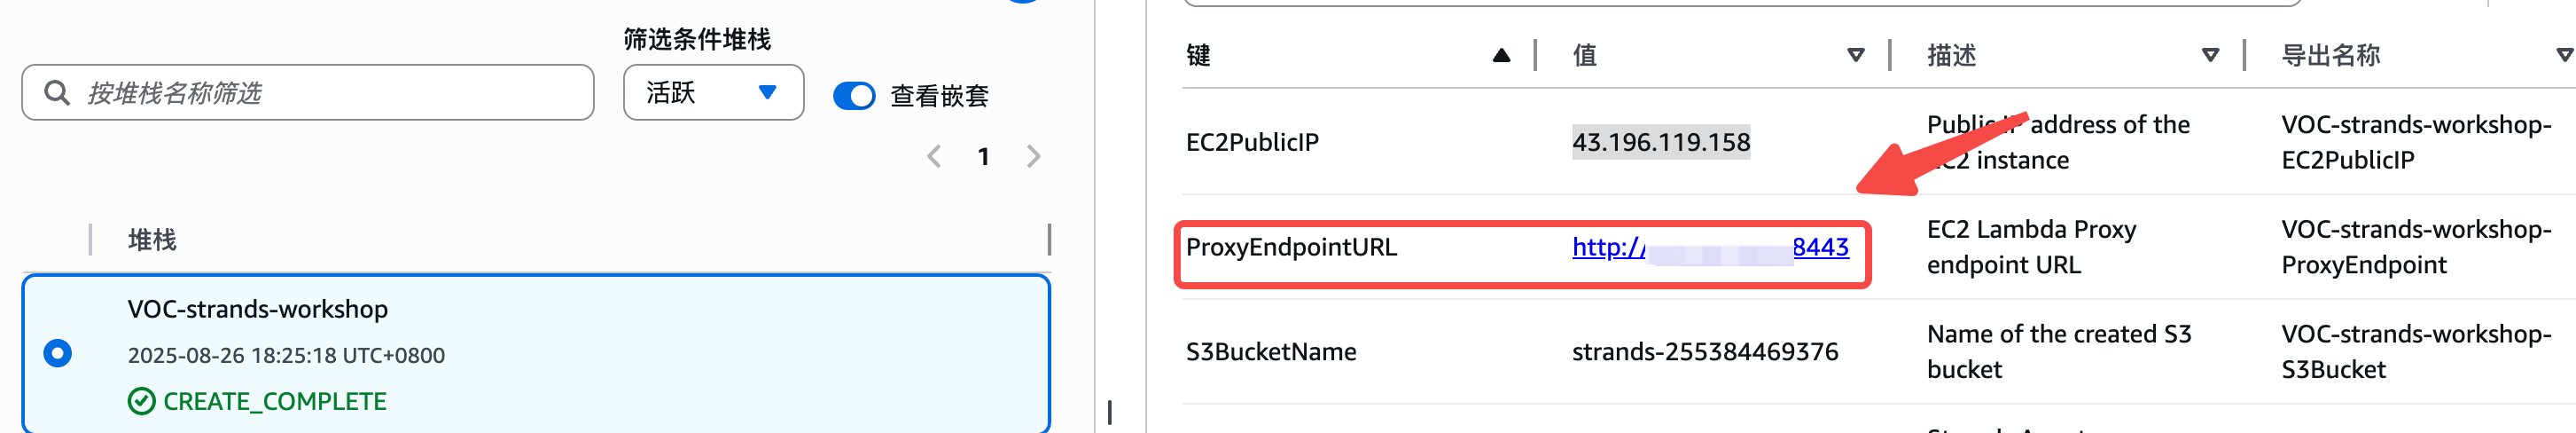 筛选条件堆栈
按堆栈名称筛选
活跃
查看嵌套
1
堆栈
VOC-strands-workshop
2025-08-26 18:25:18 UTC+0800
CREATE_COMPLETE
键 值 描述 导出名称
EC2PublicIP 43.196.119.158 Public IP address of the EC2 instance VOC-strands-workshop-EC2PublicIP
ProxyEndpointURL http:// 8443 EC2 Lambda Proxy endpoint URL VOC-strands-workshop-ProxyEndpoint
S3BucketName strands-255384469376 Name of the created S3 bucket VOC-strands-workshop-S3Bucket